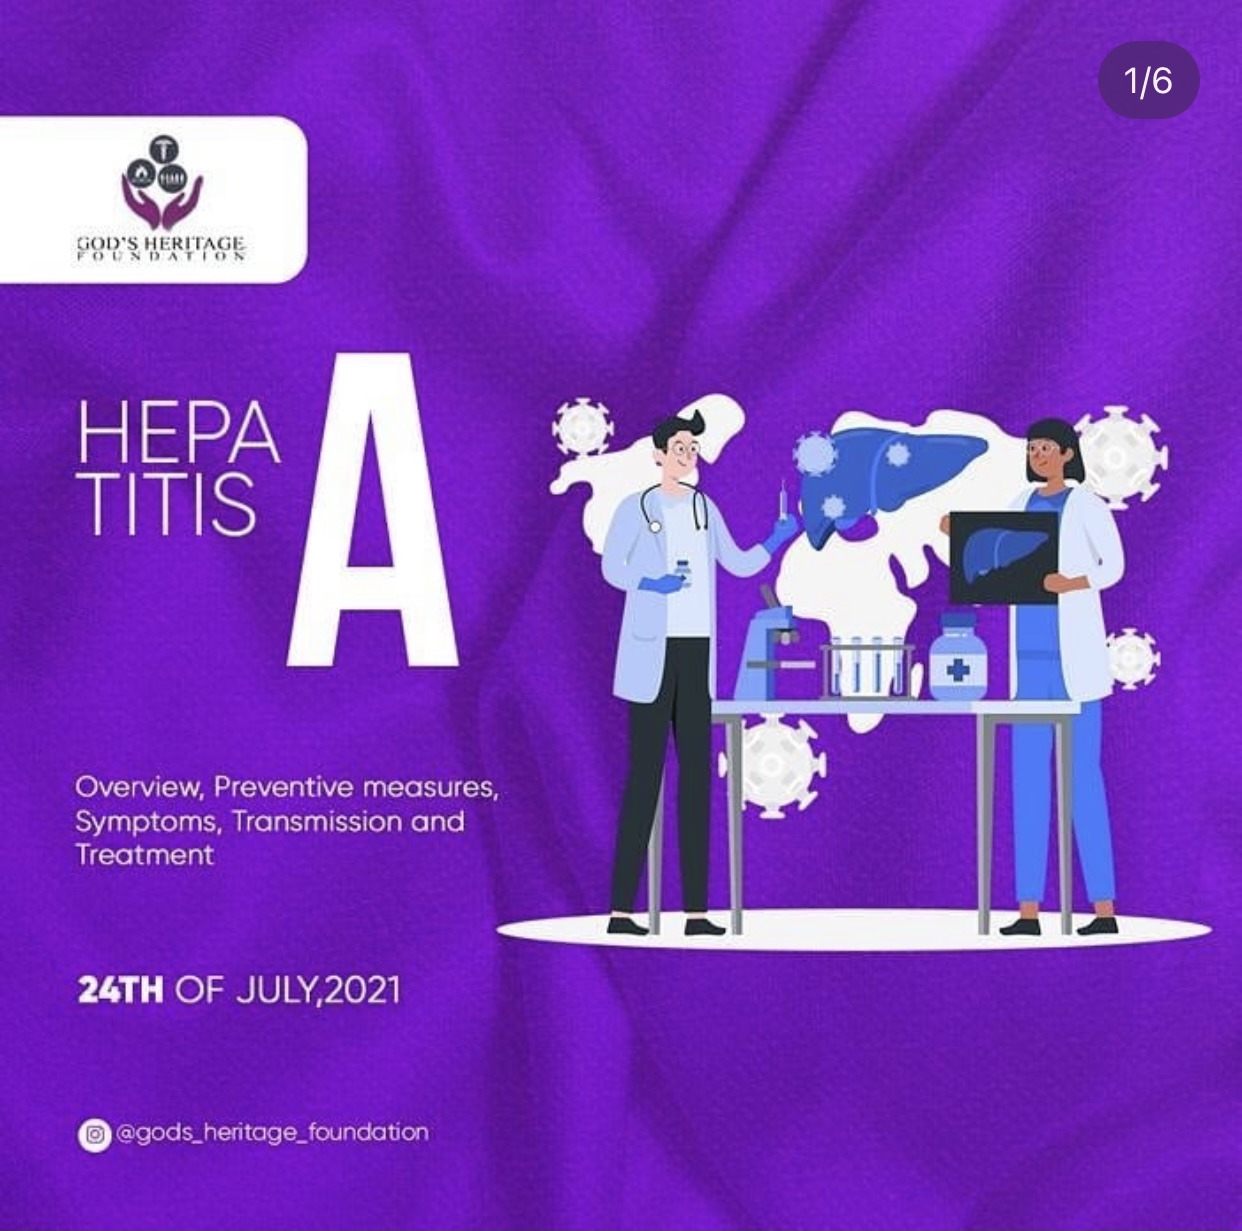 1/6
GOD'S HERITAGE
FOUNDATION
HEPA
TITIS
A
Overview, Preventive measures,
Symptoms, Transmission and
Treatment
24TH OF JULY,2021
@gods_heritage_foundation